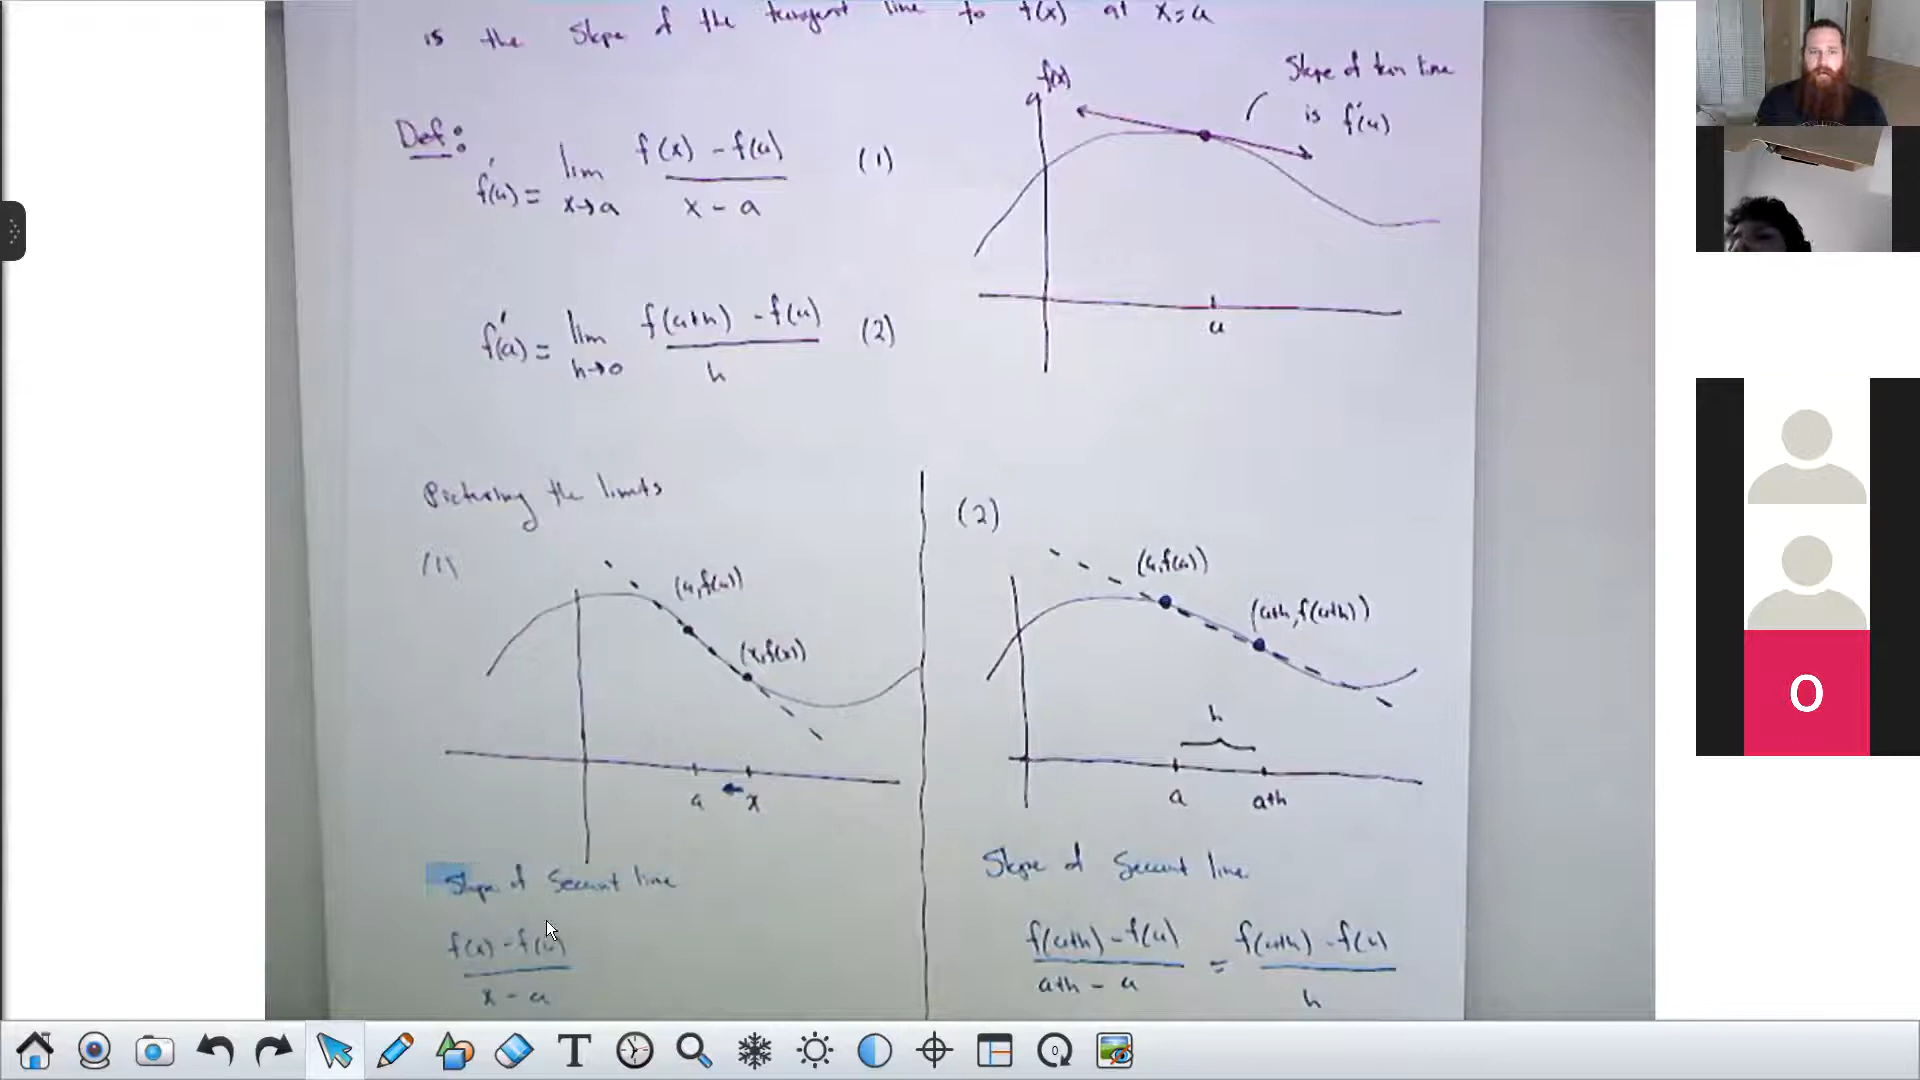 is the slope of the tangent line to f(x) at x=a
f(x)
Slope of tan line
is f'(a)
Def:
f'(a) = lim x→a f(x) - f(a) / x - a (1)
a
f'(a) = lim h→0 f(a+h) - f(a) / h (2)
Picturing the limits
(1)
(a,f(a))
(x,f(x))
a x
Slope of Secant line
f(x) - f(a) / x - a
(2)
(a,f(a))
(a+h,f(a+h))
h
a a+h
Slope of Secant line
f(a+h) - f(a) / a+h - a = f(a+h) - f(a) / h
O
T
0